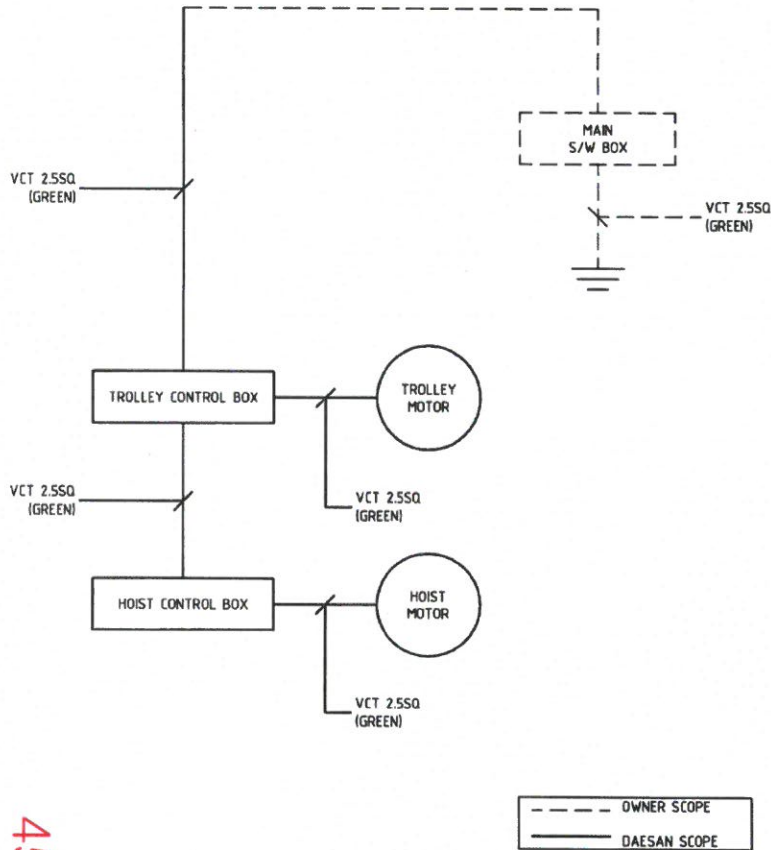 MAIN
S/W BOX
VCT 2.5SQ
(GREEN)
VCT 2.5SQ
(GREEN)
TROLLEY CONTROL BOX
TROLLEY
MOTOR
VCT 2.5SQ
(GREEN)
VCT 2.5SQ
(GREEN)
HOIST CONTROL BOX
HOIST
MOTOR
VCT 2.5SQ
(GREEN)
OWNER SCOPE
DAESAN SCOPE